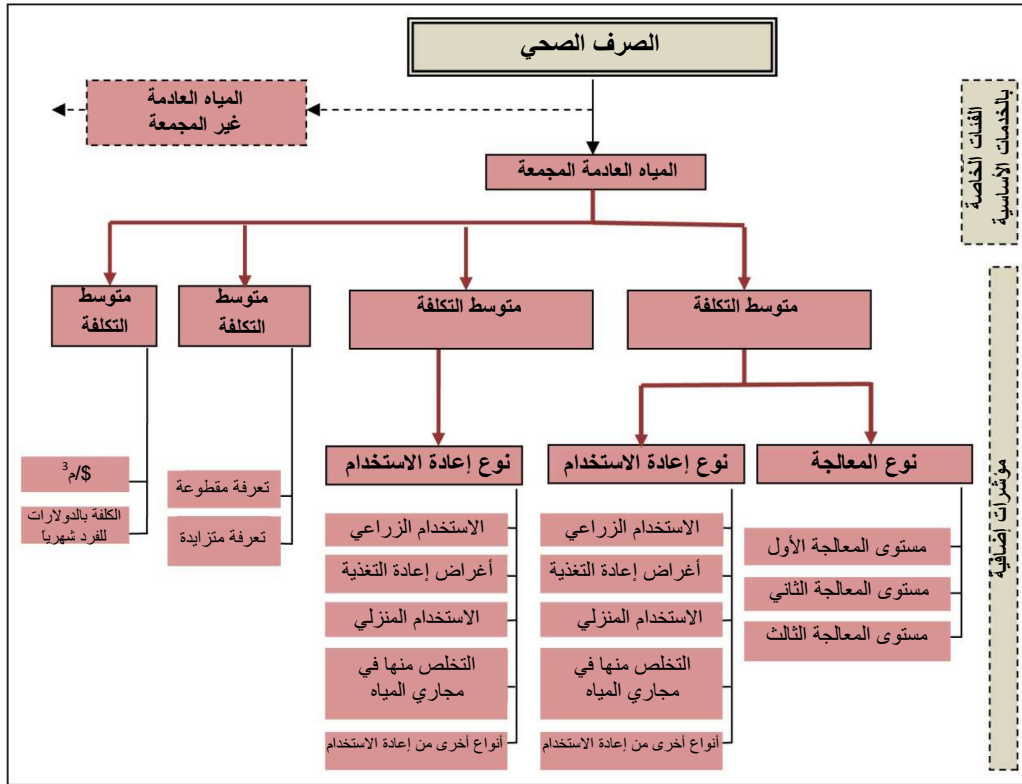 الصرف الصحي
المياه العادمة
غير المجمعة
المياه العادمة المجمعة
الفئات الخاصة
بالخدمات الأساسية
متوسط التكلفة
متوسط التكلفة
متوسط
التكلفة
متوسط
التكلفة
مؤشرات إضافية
نوع المعالجة
مستوى المعالجة الأول
مستوى المعالجة الثاني
مستوى المعالجة الثالث
نوع إعادة الاستخدام
الاستخدام الزراعي
أغراض إعادة التغذية
الاستخدام المنزلي
التخلص منها في
مجاري المياه
أنواع أخرى من إعادة الاستخدام
نوع إعادة الاستخدام
الاستخدام الزراعي
أغراض إعادة التغذية
الاستخدام المنزلي
التخلص منها في
مجاري المياه
أنواع أخرى من إعادة الاستخدام
تعرفة مقطوعة
تعرفة متزايدة
$/م3
الكلفة بالدولارات
للفرد شهرياً